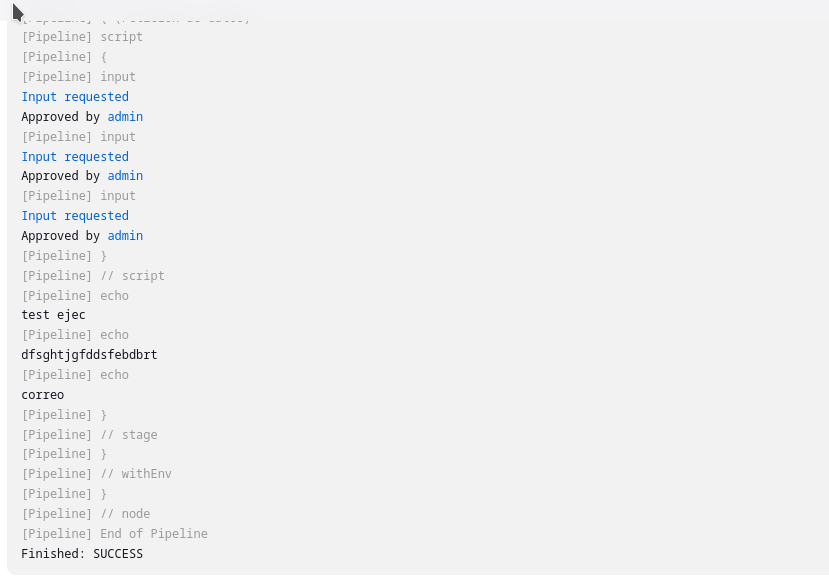 [Pipeline] script
[Pipeline] {
[Pipeline] input
Input requested
Approved by admin
[Pipeline] input
Input requested
Approved by admin
[Pipeline] input
Input requested
Approved by admin
[Pipeline] }
[Pipeline] // script
[Pipeline] echo
test ejec
[Pipeline] echo
dfsghtjgfddsfebdbrt
[Pipeline] echo
correo
[Pipeline] }
[Pipeline] // stage
[Pipeline] }
[Pipeline] // withEnv
[Pipeline] }
[Pipeline] // node
[Pipeline] End of Pipeline
Finished: SUCCESS